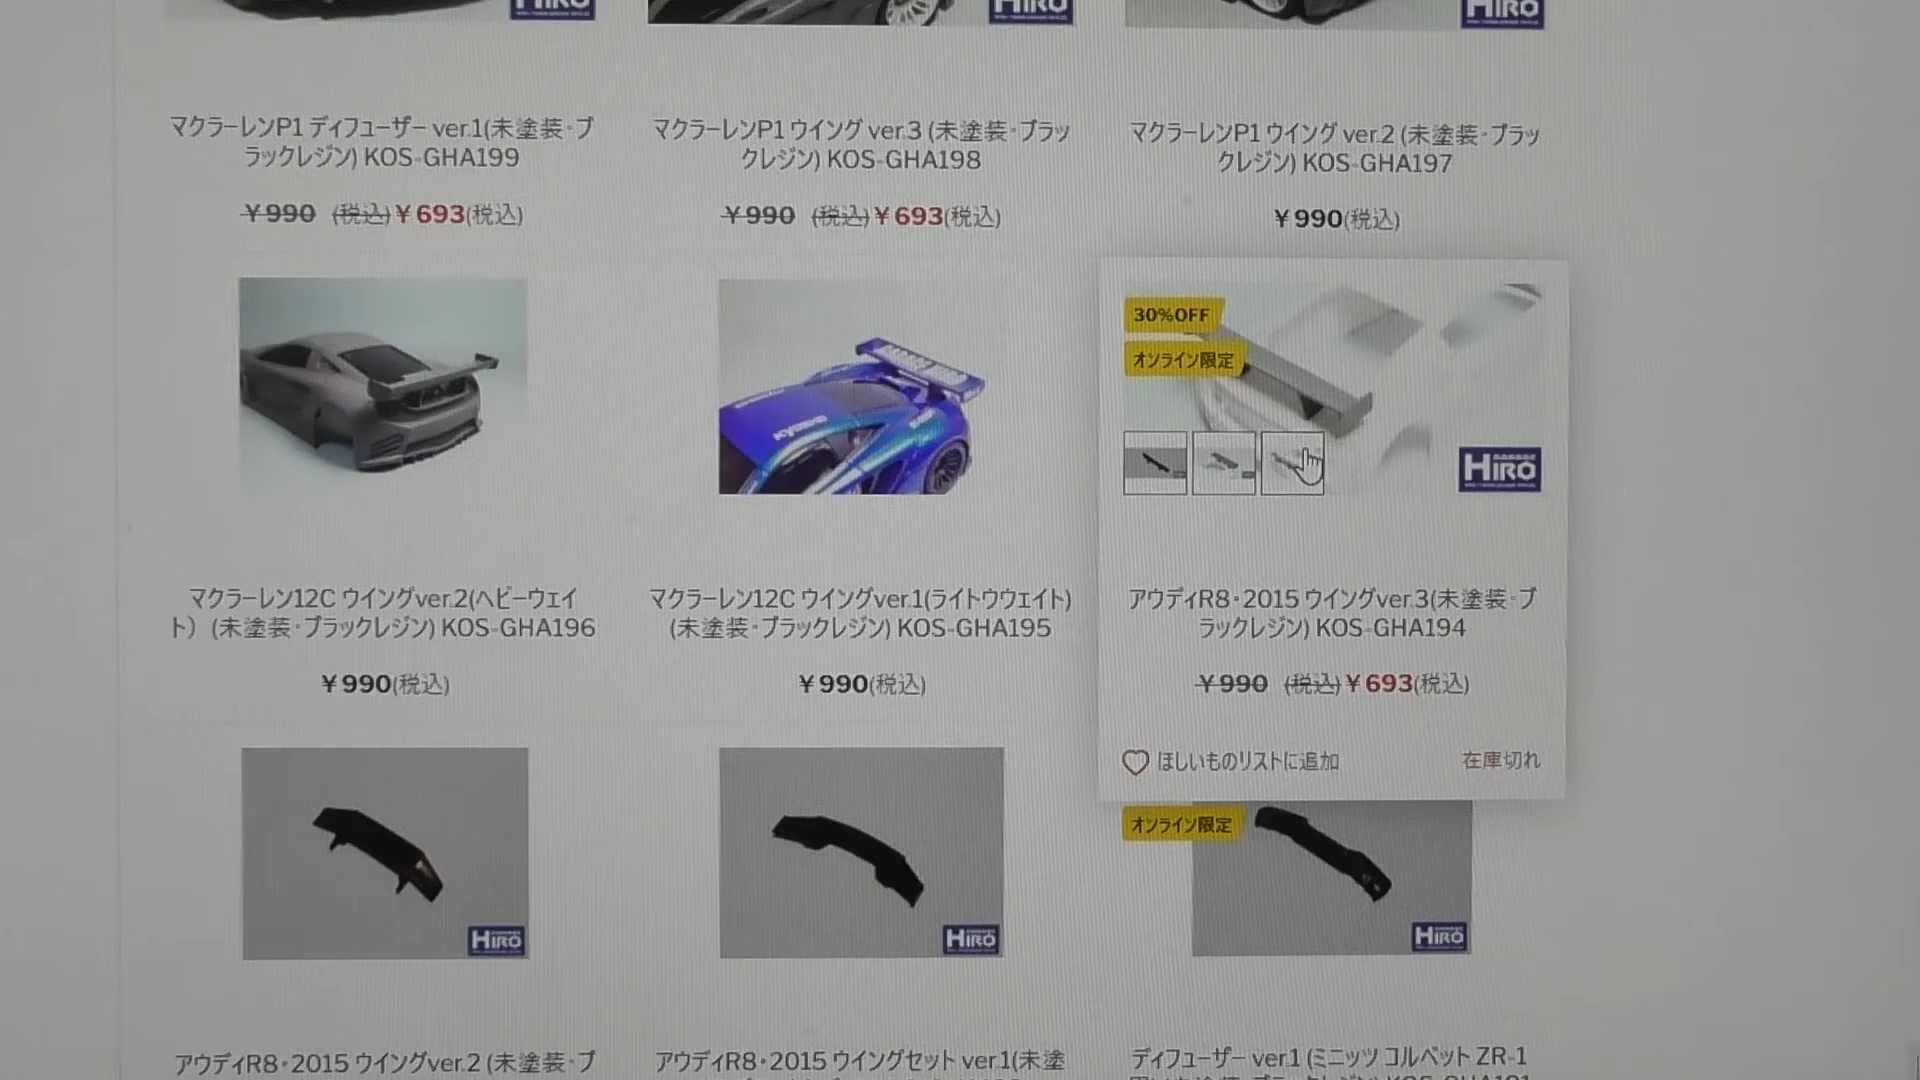 HIRO
HIRO
HIRO
マクラーレンP1 ディフューザー ver.1(未塗装・ブ
ラックレジン) KOS-GHA199
￥990 (税込)￥693(税込)
マクラーレンP1 ウイング ver.3 (未塗装・ブラッ
クレジン) KOS-GHA198
￥990 (税込)￥693(税込)
マクラーレンP1 ウイング ver.2 (未塗装・ブラッ
クレジン) KOS-GHA197
￥990(税込)
30%OFF
オンライン限定
HIRO
マクラーレン12C ウイングver.2(ヘビーウェイ
ト）(未塗装・ブラックレジン) KOS-GHA196
￥990(税込)
マクラーレン12C ウイングver.1(ライトウウェイト)
(未塗装・ブラックレジン) KOS-GHA195
￥990(税込)
アウディR8・2015 ウイングver.3(未塗装・ブ
ラックレジン) KOS-GHA194
￥990 (税込)￥693(税込)
ほしいものリストに追加
在庫切れ
オンライン限定
HIRO
HIRO
HIRO
アウディR8・2015 ウイングver.2 (未塗装・ブ
アウディR8・2015 ウイングセット ver.1(未塗
ディフューザー ver.1 (ミニッツ コルベット ZR-1